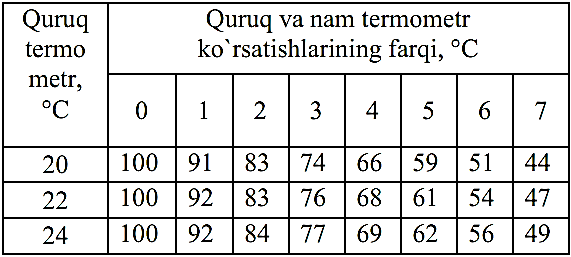 Quruq termo metr, °C
Quruq va nam termometr
ko`rsatishlarining farqi, °C
0 1 2 3 4 5 6 7
20 100 91 83 74 66 59 51 44
22 100 92 83 76 68 61 54 47
24 100 92 84 77 69 62 56 49